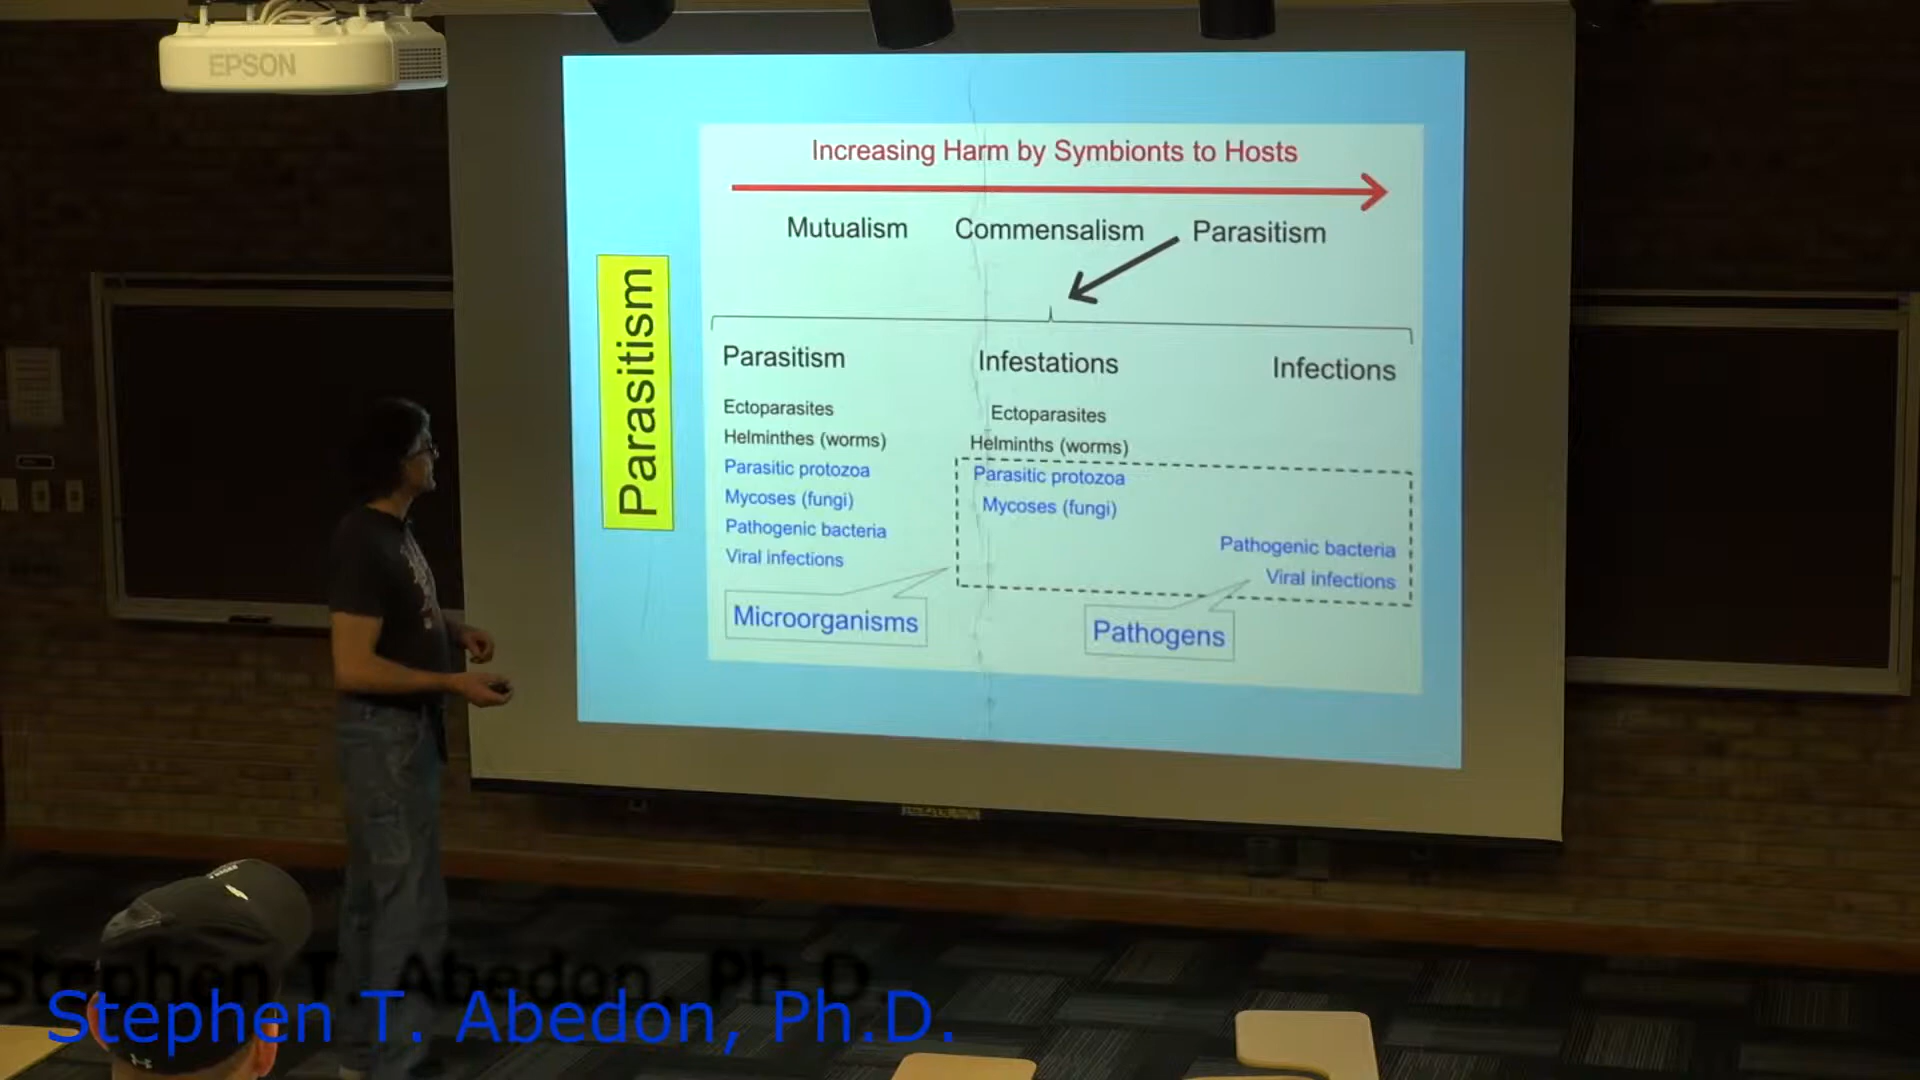 EPSON
Increasing Harm by Symbionts to Hosts
Mutualism Commensalism Parasitism
Parasitism
Parasitism Infestations Infections
Ectoparasites
Helminthes (worms)
Parasitic protozoa
Mycoses (fungi)
Pathogenic bacteria
Viral infections
Ectoparasites
Helminths (worms)
Parasitic protozoa
Mycoses (fungi)
Pathogenic bacteria
Viral infections
Microorganisms
Pathogens
Stephen T. Abedon, Ph.D.